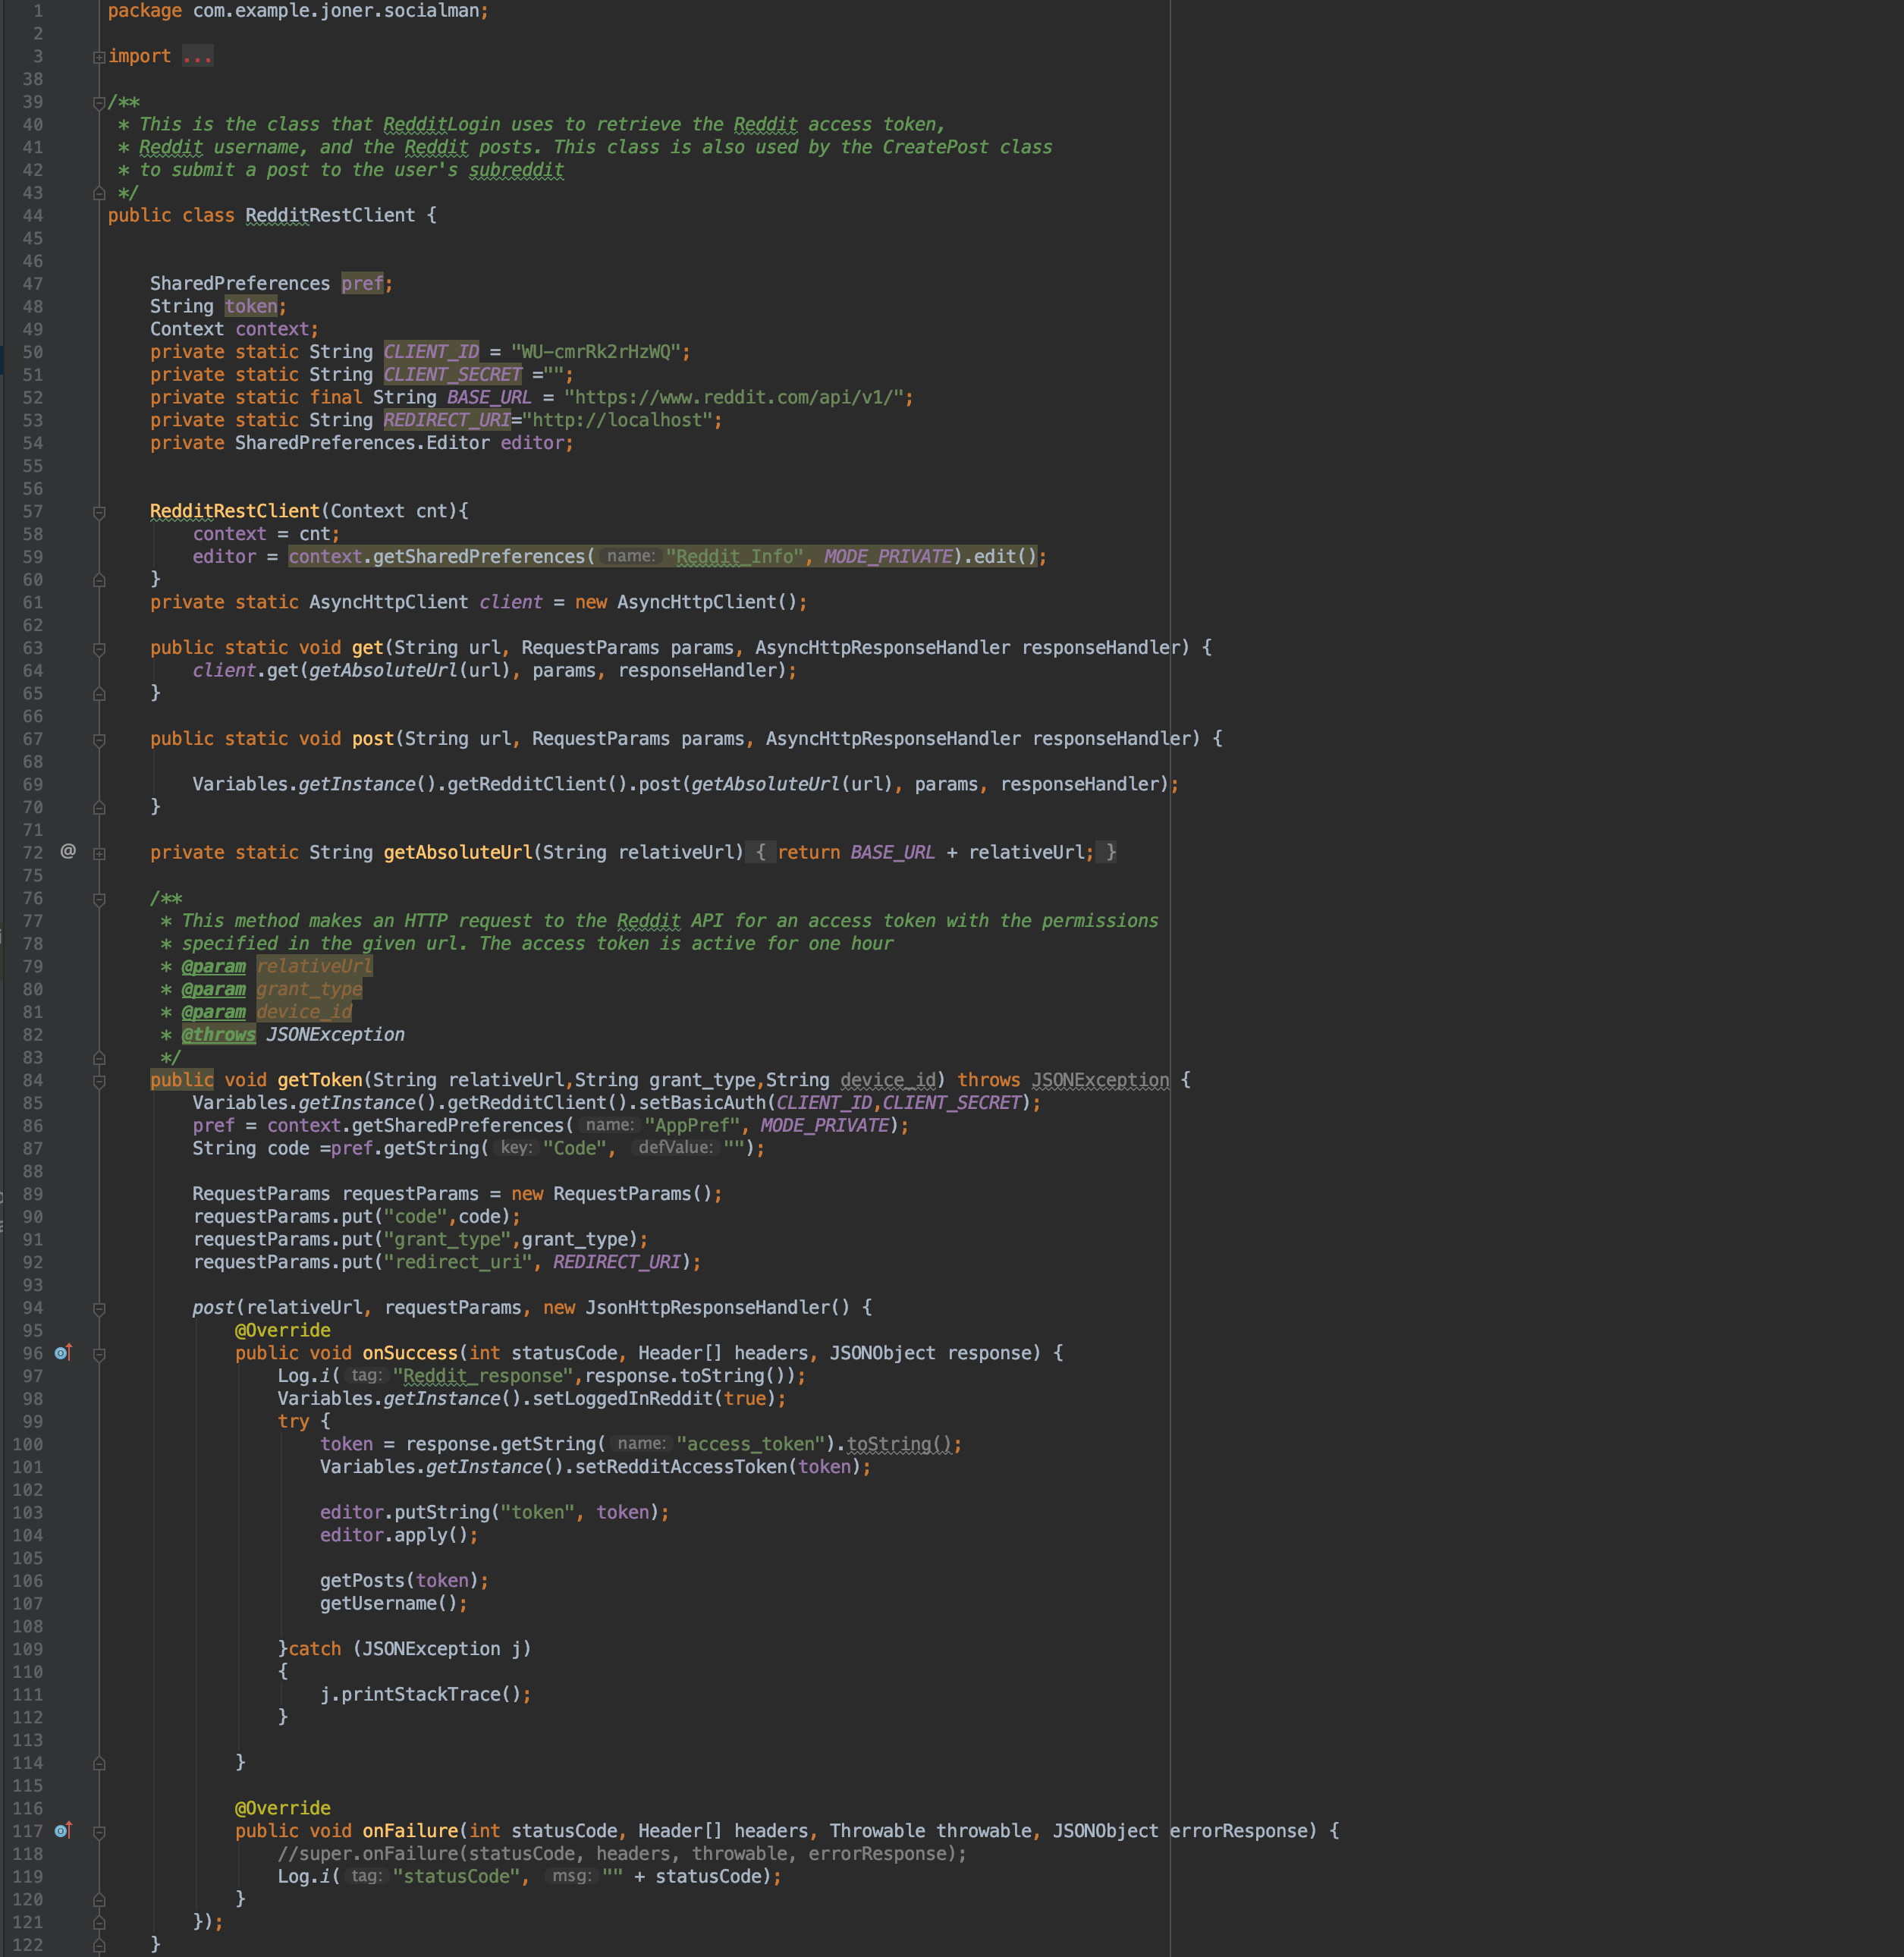 1 package com.example.joner.socialman;
2
3 import ...
38
39 /**
40 * This is the class that RedditLogin uses to retrieve the Reddit access token,
41 * Reddit username, and the Reddit posts. This class is also used by the CreatePost class
42 * to submit a post to the user's subreddit
43 */
44 public class RedditRestClient {
45
46
47 SharedPreferences pref;
48 String token;
49 Context context;
50 private static String CLIENT_ID = "WU-cmrRk2rHzWQ";
51 private static String CLIENT_SECRET ="";
52 private static final String BASE_URL = "https://www.reddit.com/api/v1/";
53 private static String REDIRECT_URI="http://localhost";
54 private SharedPreferences.Editor editor;
55
56
57 RedditRestClient(Context cnt){
58 context = cnt;
59 editor = context.getSharedPreferences( name: "Reddit_Info", MODE_PRIVATE).edit();
60 }
61 private static AsyncHttpClient client = new AsyncHttpClient();
62
63 public static void get(String url, RequestParams params, AsyncHttpResponseHandler responseHandler) {
64 client.get(getAbsoluteUrl(url), params, responseHandler);
65 }
66
67 public static void post(String url, RequestParams params, AsyncHttpResponseHandler responseHandler) {
68
69 Variables.getInstance().getRedditClient().post(getAbsoluteUrl(url), params, responseHandler);
70 }
71
72 @ private static String getAbsoluteUrl(String relativeUrl) { return BASE_URL + relativeUrl; }
75
76 /**
77 * This method makes an HTTP request to the Reddit API for an access token with the permissions
78 * specified in the given url. The access token is active for one hour
79 * @param relativeUrl
80 * @param grant_type
81 * @param device_id
82 * @throws JSONException
83 */
84 public void getToken(String relativeUrl,String grant_type,String device_id) throws JSONException {
85 Variables.getInstance().getRedditClient().setBasicAuth(CLIENT_ID,CLIENT_SECRET);
86 pref = context.getSharedPreferences( name: "AppPref", MODE_PRIVATE);
87 String code =pref.getString( key: "Code", defValue: "");
88
89 RequestParams requestParams = new RequestParams();
90 requestParams.put("code",code);
91 requestParams.put("grant_type",grant_type);
92 requestParams.put("redirect_uri", REDIRECT_URI);
93
94 post(relativeUrl, requestParams, new JsonHttpResponseHandler() {
95 @Override
96 public void onSuccess(int statusCode, Header[] headers, JSONObject response) {
97 Log.i( tag: "Reddit_response",response.toString());
98 Variables.getInstance().setLoggedInReddit(true);
99 try {
100 token = response.getString( name: "access_token").toString();
101 Variables.getInstance().setRedditAccessToken(token);
102
103 editor.putString("token", token);
104 editor.apply();
105
106 getPosts(token);
107 getUsername();
108
109 }catch (JSONException j)
110 {
111 j.printStackTrace();
112 }
113
114 }
115
116 @Override
117 public void onFailure(int statusCode, Header[] headers, Throwable throwable, JSONObject errorResponse) {
118 //super.onFailure(statusCode, headers, throwable, errorResponse);
119 Log.i( tag: "statusCode", msg: "" + statusCode);
120 }
121 });
122 }